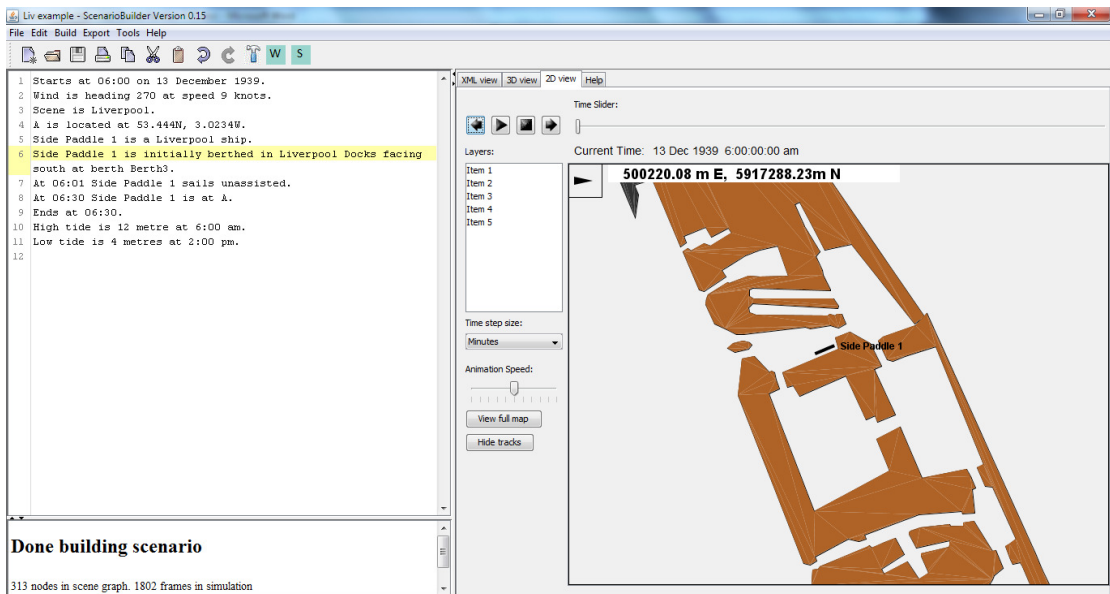 Liv example - ScenarioBuilder Version 0.15
File Edit Build Export Tools Help
W S
1 Starts at 06:00 on 13 December 1939.
2 Wind is heading 270 at speed 9 knots.
3 Scene is Liverpool.
4 A is located at 53.444N, 3.0234W.
5 Side Paddle 1 is a Liverpool ship.
6 Side Paddle 1 is initially berthed in Liverpool Docks facing
south at berth Berth3.
7 At 06:01 Side Paddle 1 sails unassisted.
8 At 06:30 Side Paddle 1 is at A.
9 Ends at 06:30.
10 High tide is 12 metre at 6:00 am.
11 Low tide is 4 metres at 2:00 pm.
12
Done building scenario
313 nodes in scene graph. 1802 frames in simulation
XML view 3D view 2D view Help
Time Slider:
Current Time: 13 Dec 1939 6:00:00:00 am
Layers:
Item 1
Item 2
Item 3
Item 4
Item 5
Time step size:
Minutes
Animation Speed:
View full map
Hide tracks
500220.08 m E, 5917288.23m N
Side Paddle 1